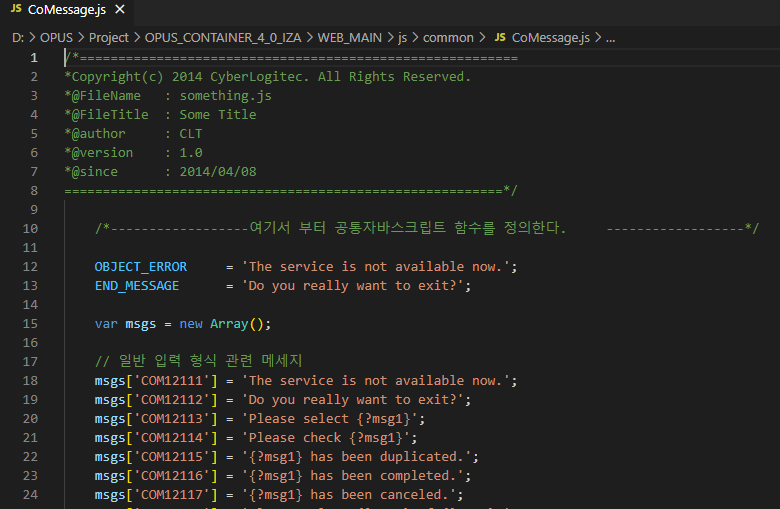 JS CoMessage.js ×
D: > OPUS > Project > OPUS_CONTAINER_4_0_IZA > WEB_MAIN > js > common > JS CoMessage.js > ...
1 /*=========================================================
2 *Copyright(c) 2014 CyberLogitec. All Rights Reserved.
3 *@FileName : something.js
4 *@FileTitle : Some Title
5 *@author : CLT
6 *@version : 1.0
7 *@since : 2014/04/08
8 =========================================================*/
9
10 /*------------------여기서 부터 공통자바스크립트 함수를 정의한다. ------------------*/
11
12 OBJECT_ERROR = 'The service is not available now.';
13 END_MESSAGE = 'Do you really want to exit?';
14
15 var msgs = new Array();
16
17 // 일반 입력 형식 관련 메세지
18 msgs['COM12111'] = 'The service is not available now.';
19 msgs['COM12112'] = 'Do you really want to exit?';
20 msgs['COM12113'] = 'Please select {?msg1}';
21 msgs['COM12114'] = 'Please check {?msg1}';
22 msgs['COM12115'] = '{?msg1} has been duplicated.';
23 msgs['COM12116'] = '{?msg1} has been completed.';
24 msgs['COM12117'] = '{?msg1} has been canceled.';